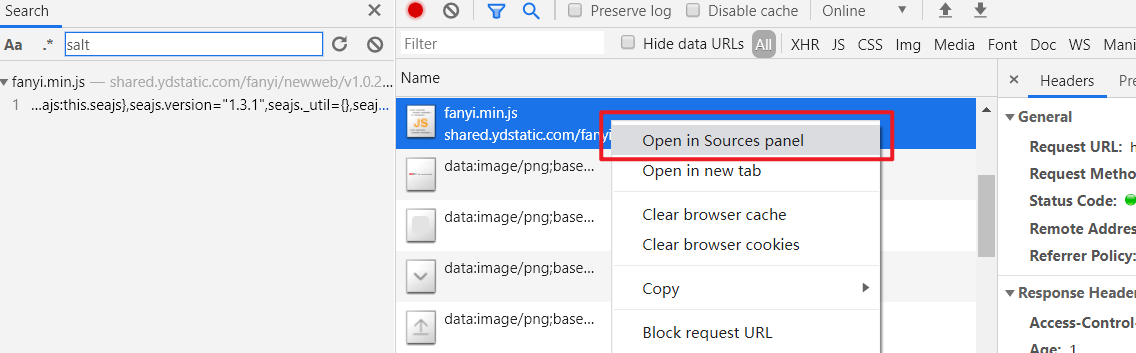 Search
Aa .* salt
fanyi.min.js — shared.ydstatic.com/fanyi/newweb/v1.0.2...
1 ...ajs:this.seajs},seajs.version="1.3.1",seajs._util={},seaj...
Preserve log Disable cache Online
Filter Hide data URLs All XHR JS CSS Img Media Font Doc WS Mani
Name
fanyi.min.js
JS
shared.ydstatic.com/fanyi
data:image/png;base...
data:image/png;base...
data:image/png;base...
data:image/png;base...
Open in Sources panel
Open in new tab
Clear browser cache
Clear browser cookies
Copy
Block request URL
× Headers Pre
General
Request URL: h
Request Metho
Status Code:
Remote Addre
Referrer Policy:
Response Header
Access-Control-
Age: 1